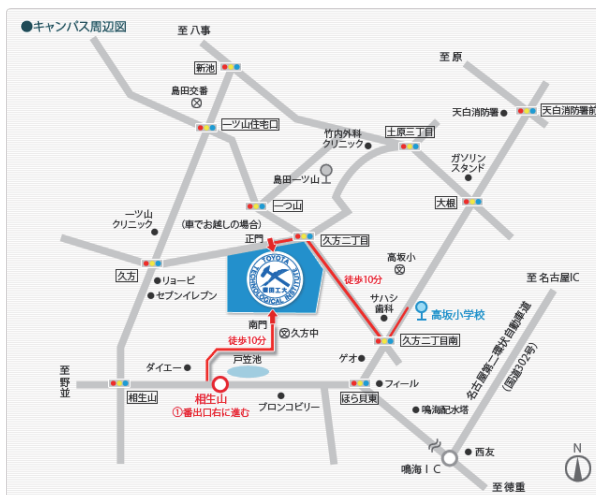 ●キャンパス周辺図
至 八事
新池
至 原
島田交番
天白消防署
天白消防署前
一ツ山住宅口
竹内外科
クリニック
土原三丁目
ガソリン
スタンド
島田一ツ山
一つ山
大根
一ツ山
クリニック
(車でお越しの場合)
正門
久方二丁目
高坂小
久方
TOYOTA
TECHNOLOGICAL INSTITUTE
豊田工大
徒歩10分
至 名古屋IC
リョービ
セブンイレブン
サハシ
歯科
高坂小学校
名古屋第二環状自動車道
(国道302号)
南門
久方中
徒歩10分
久方二丁目南
戸笠池
ゲオ
ダイエー
至
野
並
相生山
相生山
①番出口右に進む
ブロンコビリー
ほら貝東
フィール
鳴海配水塔
西友
鳴海IC
至 徳重
N